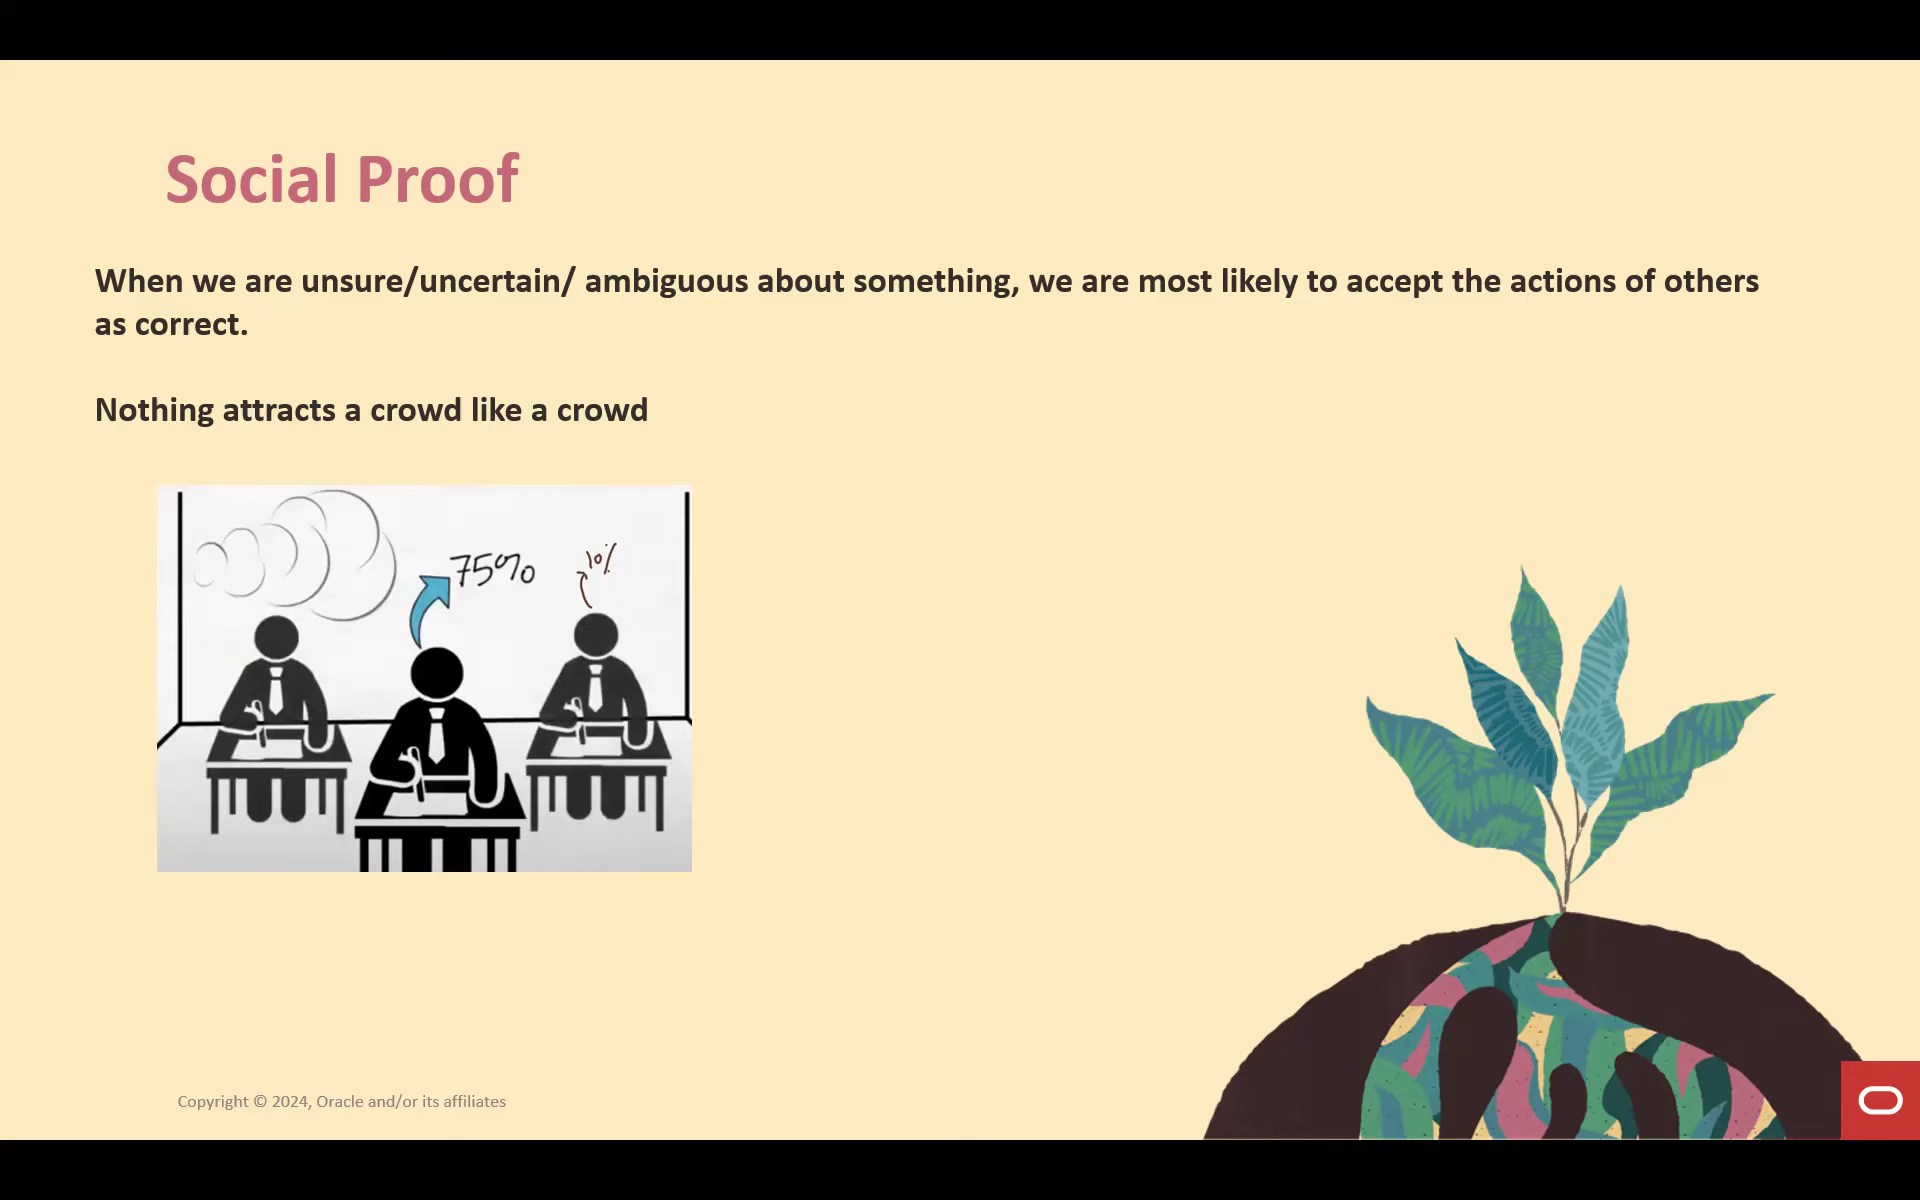 Social Proof
When we are unsure/uncertain/ ambiguous about something, we are most likely to accept the actions of others
as correct.
Nothing attracts a crowd like a crowd
75%
10%
Copyright © 2024, Oracle and/or its affiliates